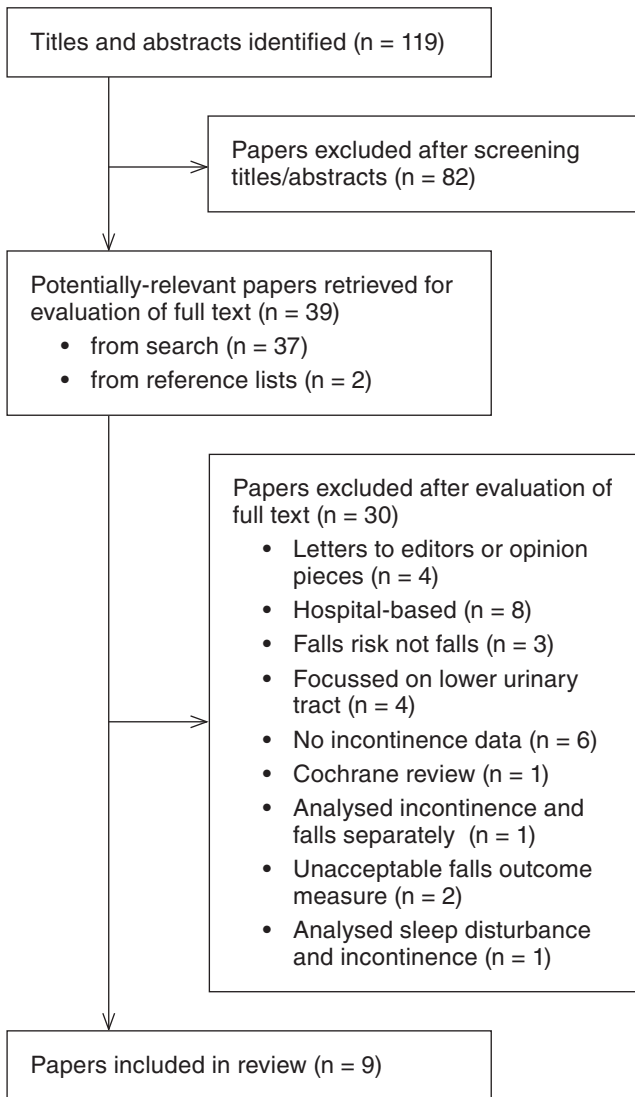 Titles and abstracts identified (n = 119)
Papers excluded after screening
titles/abstracts (n = 82)
Potentially-relevant papers retrieved for
evaluation of full text (n = 39)
• from search (n = 37)
• from reference lists (n = 2)
Papers excluded after evaluation of
full text (n = 30)
• Letters to editors or opinion
pieces (n = 4)
• Hospital-based (n = 8)
• Falls risk not falls (n = 3)
• Focussed on lower urinary
tract (n = 4)
• No incontinence data (n = 6)
• Cochrane review (n = 1)
• Analysed incontinence and
falls separately (n = 1)
• Unacceptable falls outcome
measure (n = 2)
• Analysed sleep disturbance
and incontinence (n = 1)
Papers included in review (n = 9)